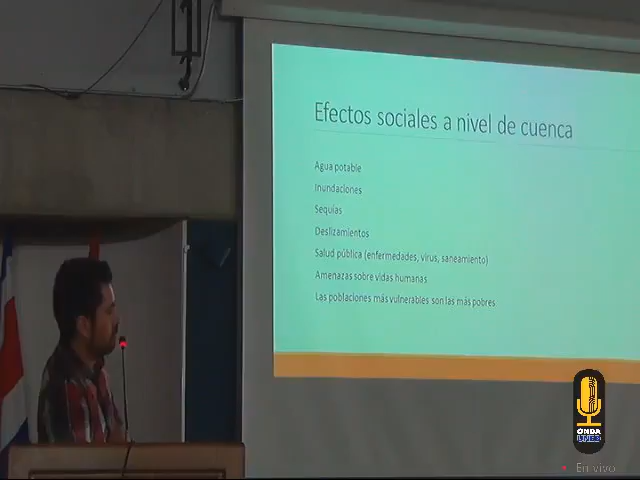 Efectos sociales a nivel de cuenca
Agua potable
Inundaciones
Sequías
Deslizamientos
Salud pública (enfermedades, virus, saneamiento)
Amenazas sobre vidas humanas
Las poblaciones más vulnerables son las más pobres
ONDA
UNED
En vivo